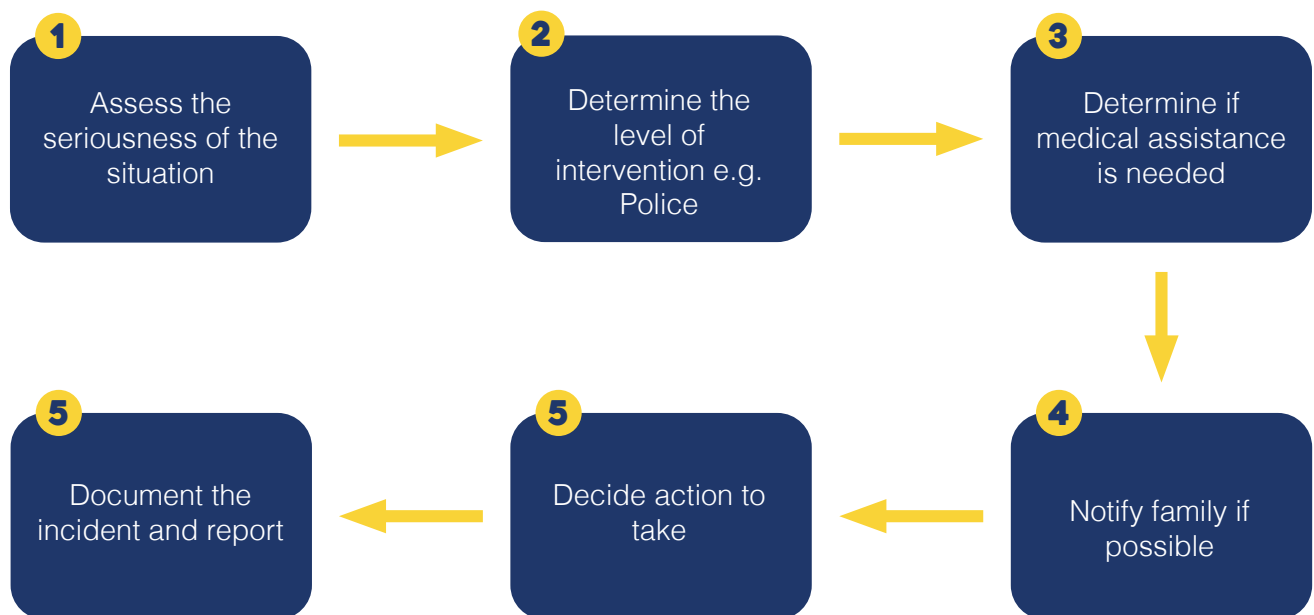 1
Assess the
seriousness of the
situation
2
Determine the
level of
intervention e.g.
Police
3
Determine if
medical assistance
is needed
4
Notify family if
possible
5
Decide action to
take
5
Document the
incident and report